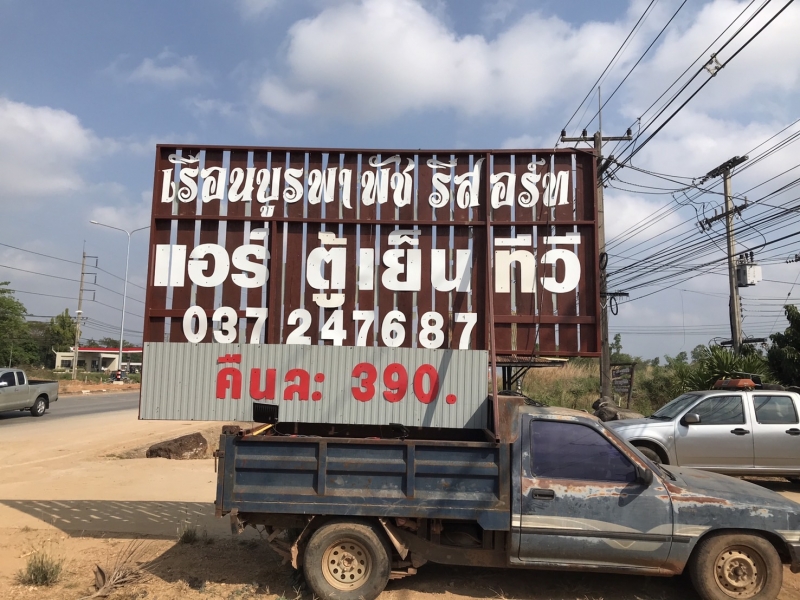 เรือนบูรพาพัช รีสอร์ท
แอร์ ตู้เย็น ทีวี
037 247687
คืนละ 390.